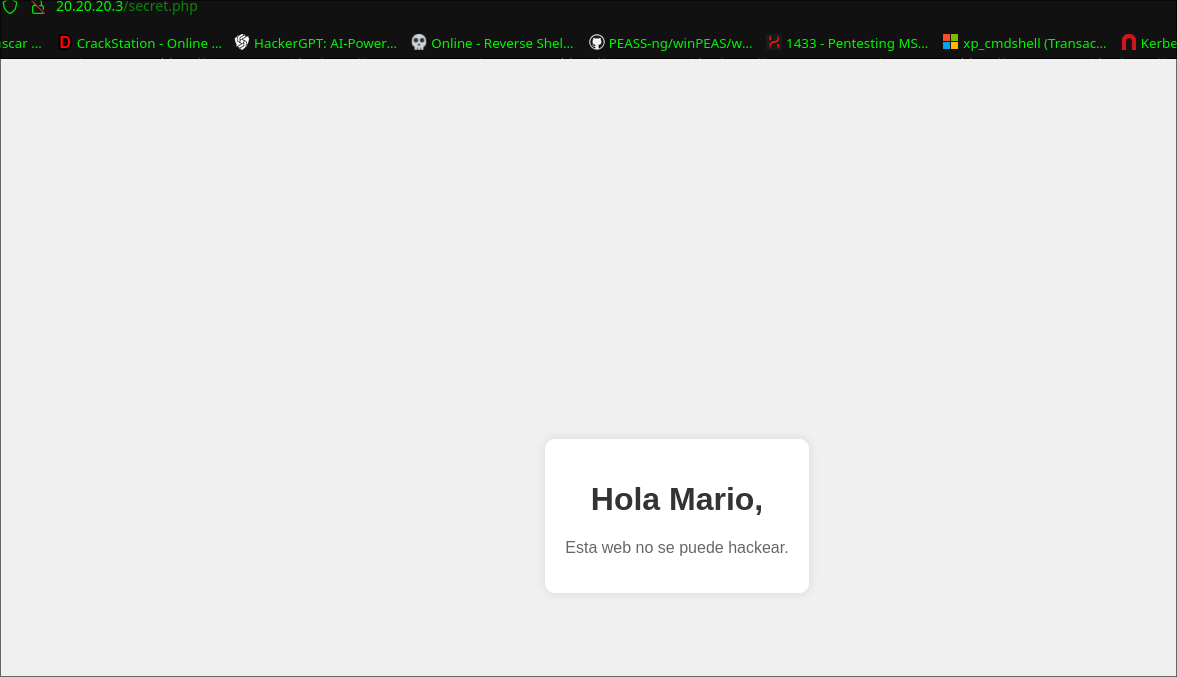 20.20.20.3/secret.php
scar ... CrackStation - Online ... HackerGPT: AI-Power... Online - Reverse Shel... PEASS-ng/winPEAS/w... 1433 - Pentesting MS... xp_cmdshell (Transac... Kerbe
Hola Mario,
Esta web no se puede hackear.